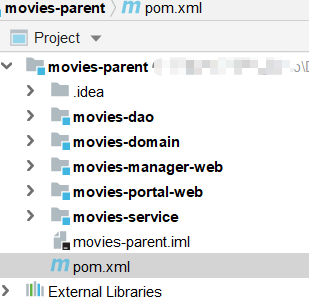 movies-parent pom.xml
Project
movies-parent
.idea
movies-dao
movies-domain
movies-manager-web
movies-portal-web
movies-service
movies-parent.iml
pom.xml
External Libraries